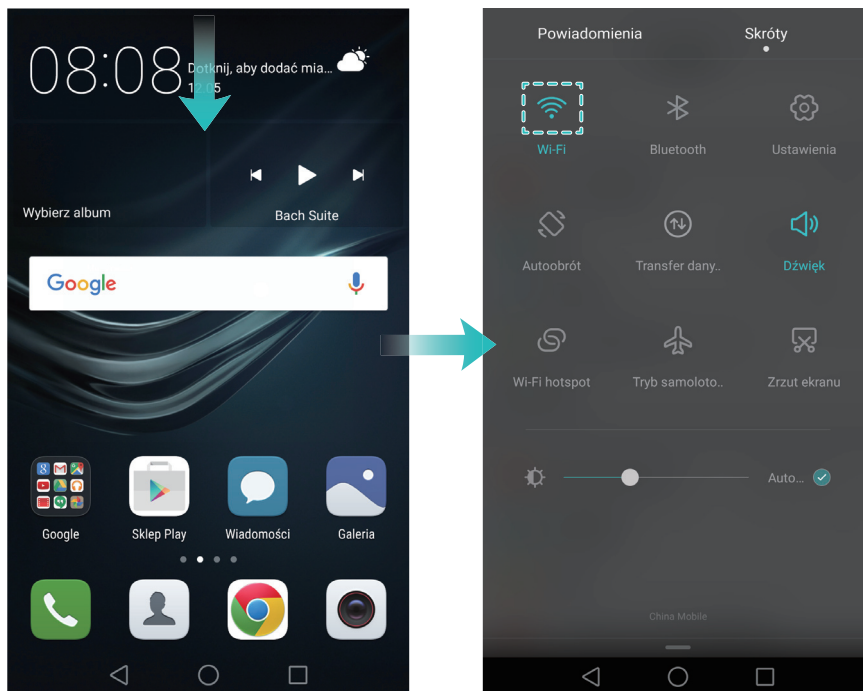 08:08
Dotknij, aby dodać mia...
12.05
Wybierz album
Bach Suite
Google
Google
Sklep Play
Wiadomości
Galeria
Powiadomienia
Skróty
Wi-Fi
Bluetooth
Ustawienia
Autoobrót
Transfer dany..
Dźwięk
Wi-Fi hotspot
Tryb samoloto..
Zrzut ekranu
Auto...
China Mobile